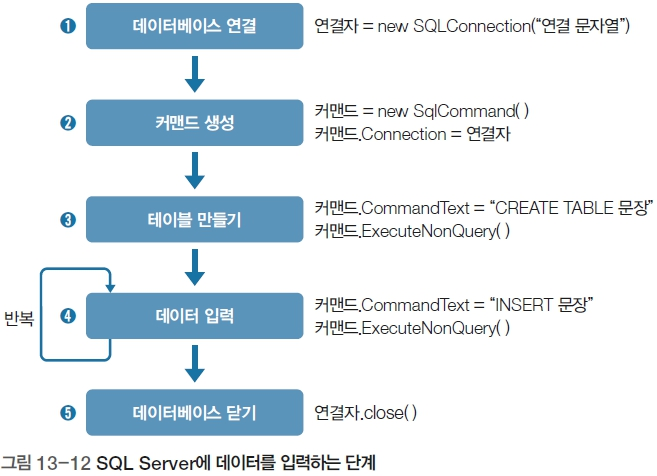 ❶ 데이터베이스 연결 연결자 = new SQLConnection(“연결 문자열”)
❷ 커맨드 생성 커맨드 = new SqlCommand( )
커맨드.Connection = 연결자
❸ 테이블 만들기 커맨드.CommandText = “CREATE TABLE 문장”
커맨드.ExecuteNonQuery( )
반복 ❹ 데이터 입력 커맨드.CommandText = “INSERT 문장”
커맨드.ExecuteNonQuery( )
❺ 데이터베이스 닫기 연결자.close( )
그림 13-12 SQL Server에 데이터를 입력하는 단계